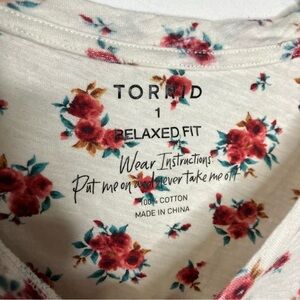 TORRID
1
RELAXED FIT
Wear Instructions:
Put me on and never take me off
100% COTTON
MADE IN CHINA